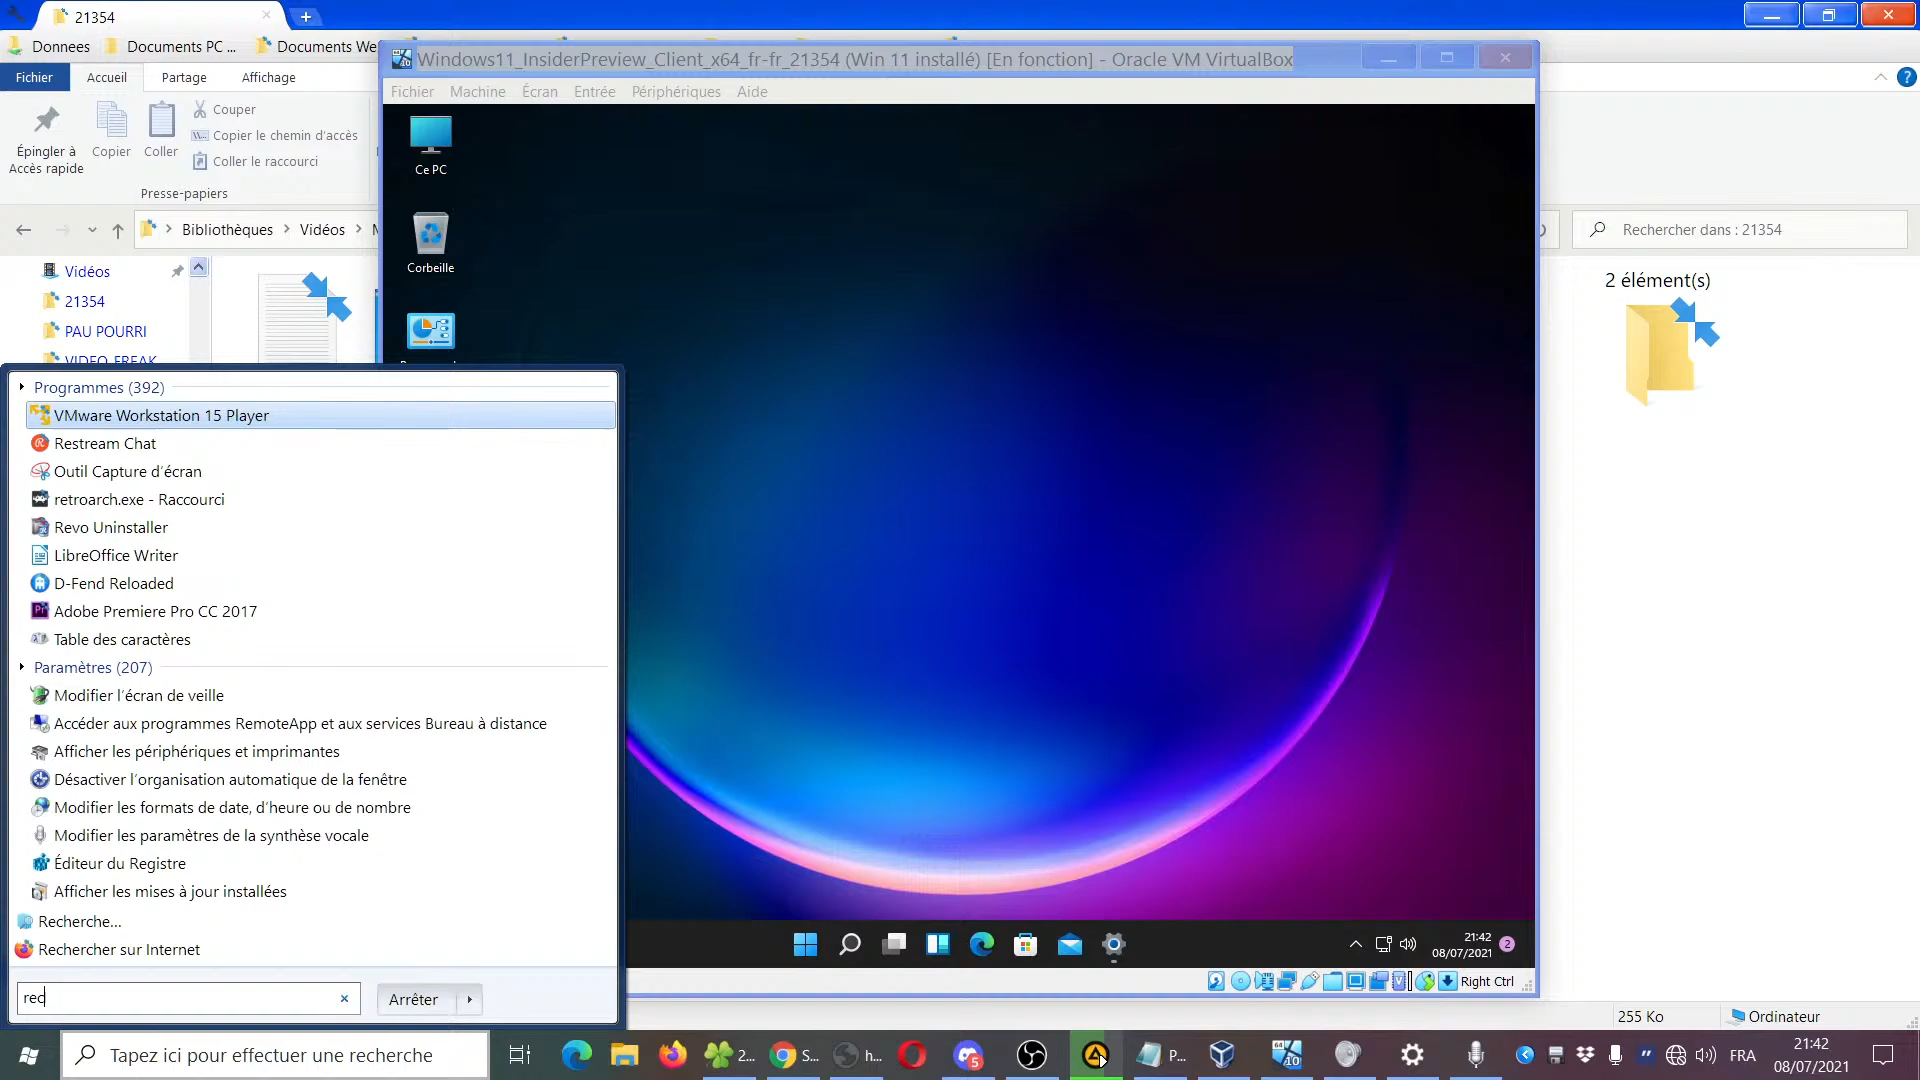 21354
Donnees
Documents PC ...
Documents We
Windows11_InsiderPreview_Client_x64_fr-fr_21354 (Win 11 installé) [En fonction] - Oracle VM VirtualBox
Fichier
Accueil
Partage
Affichage
Fichier
Machine
Écran
Entrée
Périphériques
Aide
Épingler à
Accès rapide
Copier
Coller
Couper
Copier le chemin d'accès
Coller le raccourci
Presse-papiers
Bibliothèques
Vidéos
Rechercher dans : 21354
Vidéos
21354
PAU POURRI
VIDEO FREAK
2 élément(s)
Ce PC
Corbeille
Programmes (392)
VMware Workstation 15 Player
Restream Chat
Outil Capture d'écran
retroarch.exe - Raccourci
Revo Uninstaller
LibreOffice Writer
D-Fend Reloaded
Adobe Premiere Pro CC 2017
Table des caractères
Paramètres (207)
Modifier l'écran de veille
Accéder aux programmes RemoteApp et aux services Bureau à distance
Afficher les périphériques et imprimantes
Désactiver l'organisation automatique de la fenêtre
Modifier les formats de date, d'heure ou de nombre
Modifier les paramètres de la synthèse vocale
Éditeur du Registre
Afficher les mises à jour installées
Recherche...
Rechercher sur Internet
rec
Arrêter
21:42
08/07/2021
2
Right Ctrl
255 Ko
Ordinateur
Tapez ici pour effectuer une recherche
2...
S...
h...
5
P...
64
10
FRA
21:42
08/07/2021